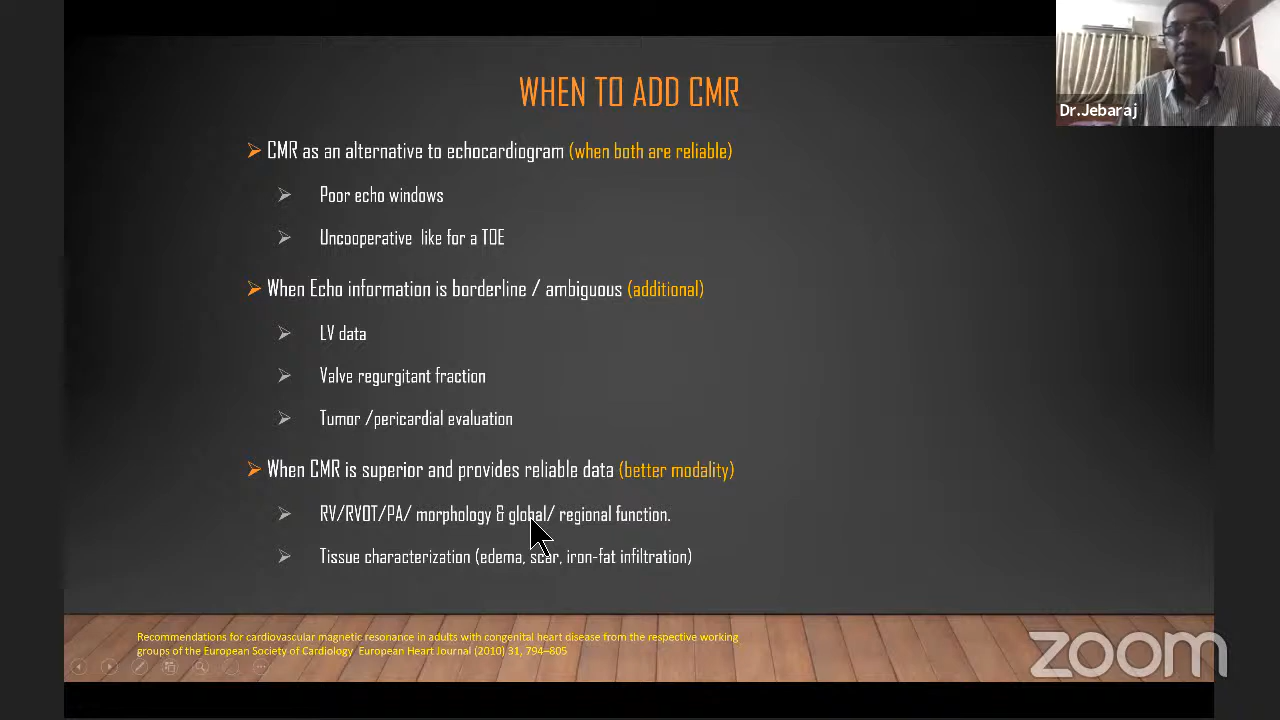 WHEN TO ADD CMR
Dr.Jebaraj
CMR as an alternative to echocardiogram (when both are reliable)
Poor echo windows
Uncooperative like for a TOE
When Echo information is borderline / ambiguous (additional)
LV data
Valve regurgitant fraction
Tumor /pericardial evaluation
When CMR is superior and provides reliable data (better modality)
RV/RVOT/PA/ morphology & global/ regional function.
Tissue characterization (edema, scar, iron-fat infiltration)
Recommendations for cardiovascular magnetic resonance in adults with congenital heart disease from the respective working
groups of the European Society of Cardiology European Heart Journal (2010) 31, 794–805
zoom